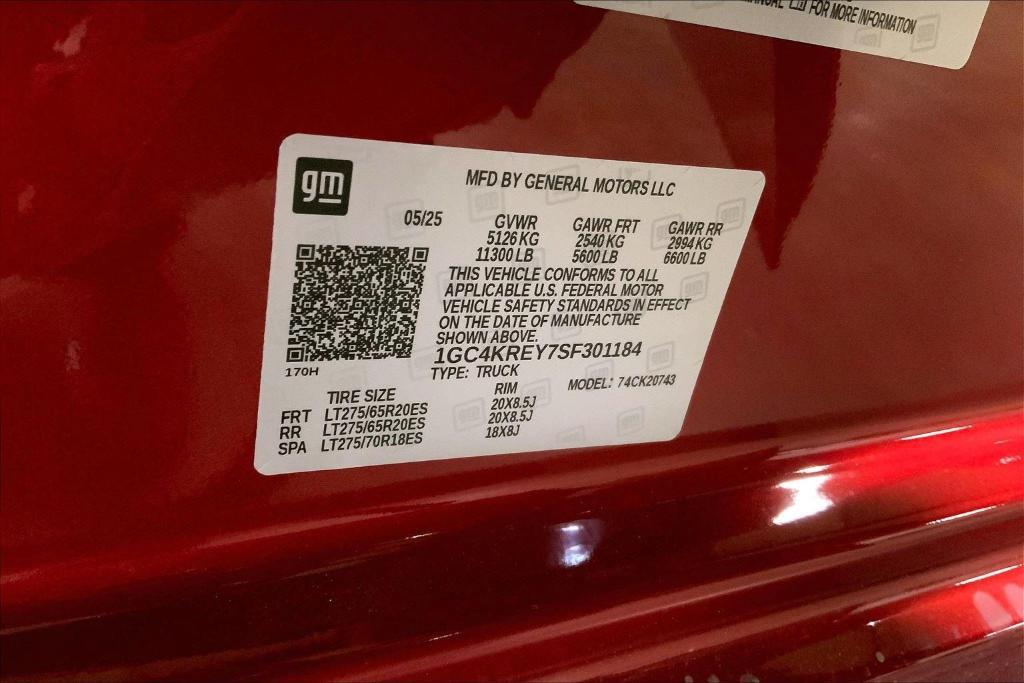 MANUAL FOR MORE INFORMATION
gm
MFD BY GENERAL MOTORS LLC
05/25 GVWR GAWR FRT GAWR RR
5126 KG 2540 KG 2994 KG
11300 LB 5600 LB 6600 LB
THIS VEHICLE CONFORMS TO ALL
APPLICABLE U.S. FEDERAL MOTOR
VEHICLE SAFETY STANDARDS IN EFFECT
ON THE DATE OF MANUFACTURE
SHOWN ABOVE.
1GC4KREY7SF301184
170H
TYPE: TRUCK
MODEL: 74CK20743
TIRE SIZE RIM
FRT LT275/65R20ES 20X8.5J
RR LT275/65R20ES 20X8.5J
SPA LT275/70R18ES 18X8J